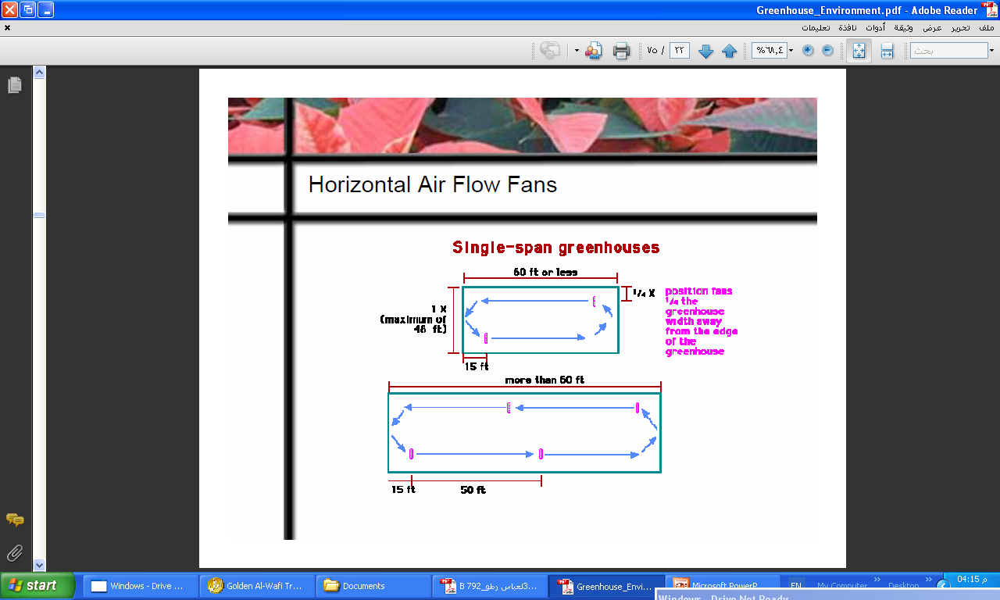 Greenhouse_Environment.pdf - Adobe Reader
ملف تحرير عرض وثيقة أدوات نافذة تعليمات
٧٥ / ٢٢ %٦٨,٤ بحث
Horizontal Air Flow Fans
Single-span greenhouses
60 ft or less
1/4 X
1 X
(maximum of
48 ft)
position fans
1/4 the
greenhouse
width away
from the edge
of the
greenhouse
15 ft
more than 60 ft
15 ft 50 ft
start Windows - Drive ... Golden Al-Wafi Tr... Documents B 792_لعباس رطو3... Greenhouse_Envi... Microsoft PowerP EN My Computer » Desktop » 04:15 م
Windows - Drive Not Ready